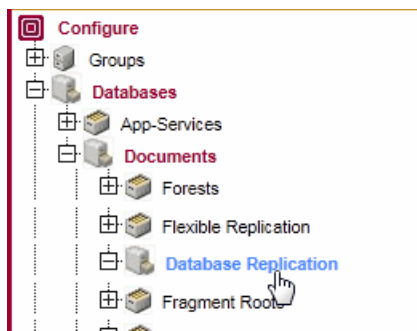 Configure
Groups
Databases
App-Services
Documents
Forests
Flexible Replication
Database Replication
Fragment Roots